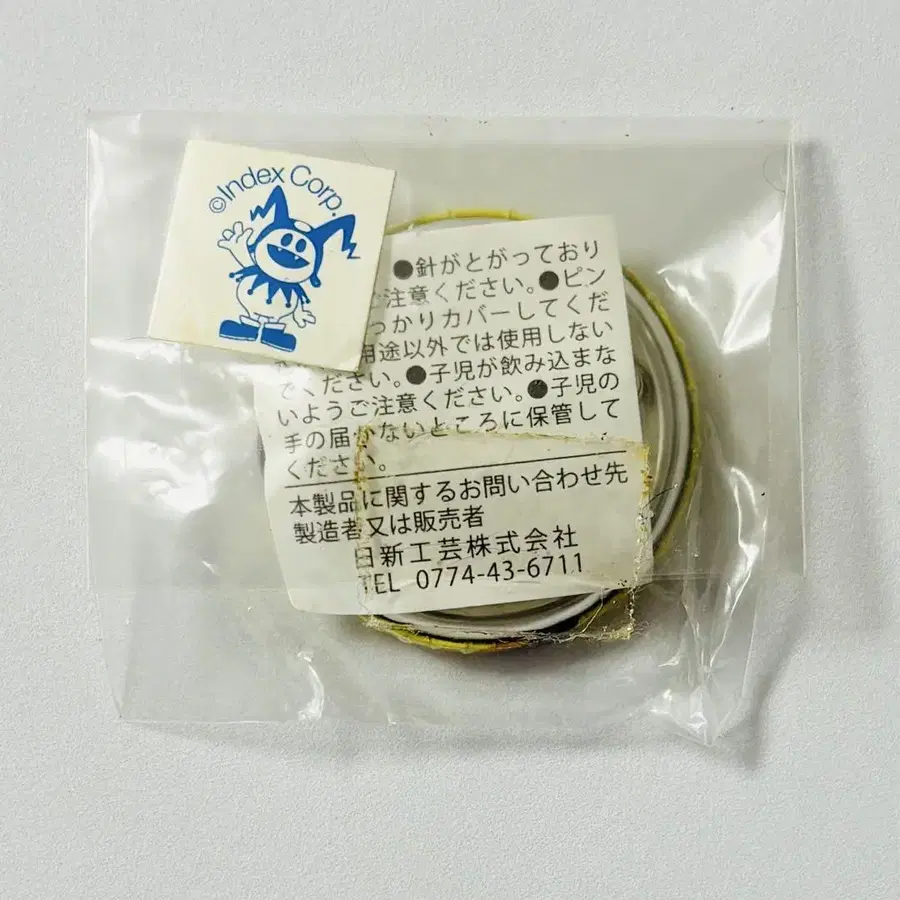 ©Index Corp.
●針がとがっており
ご注意ください。●ピン
っかりカバーしてくだ
用途以外では使用しない
でください。●子児が飲み込まな
いようご注意ください。●子児の
手の届かないところに保管して
ください。
本製品に関するお問い合わせ先
製造者又は販売者
日新工芸株式会社
TEL 0774-43-6711